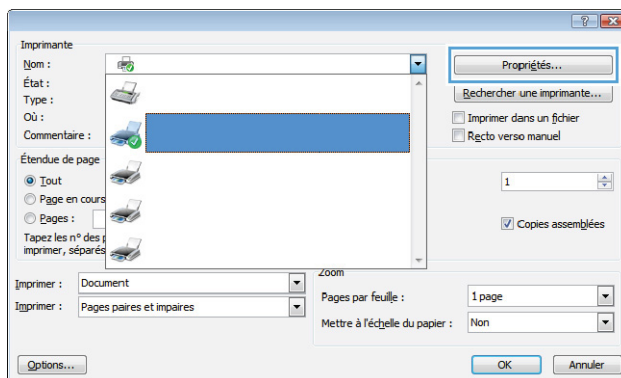 Imprimante
Nom :
Propriétés...
État :
Type :
Rechercher une imprimante...
Où :
Imprimer dans un fichier
Commentaire :
Recto verso manuel
Étendue de page
Tout
1
Page en cours
Pages :
Copies assemblées
Tapez les n° des
imprimer, séparés
Zoom
Imprimer : Document
Pages par feuille : 1 page
Imprimer : Pages paires et impaires
Mettre à l'échelle du papier : Non
Options...
OK
Annuler